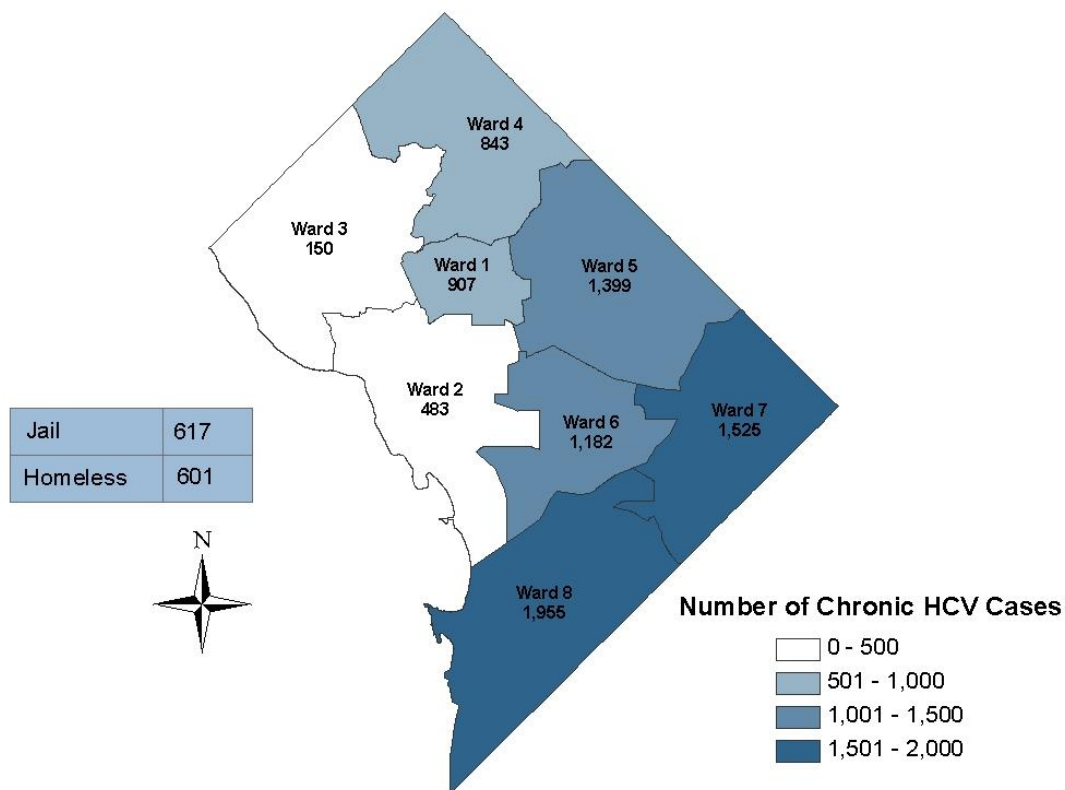 Ward 4
843
Ward 3
150
Ward 1
907
Ward 5
1,399
Ward 2
483
Ward 7
1,525
Ward 6
1,182
Jail 617
Homeless 601
N
Ward 8
1,955
Number of Chronic HCV Cases
0 - 500
501 - 1,000
1,001 - 1,500
1,501 - 2,000